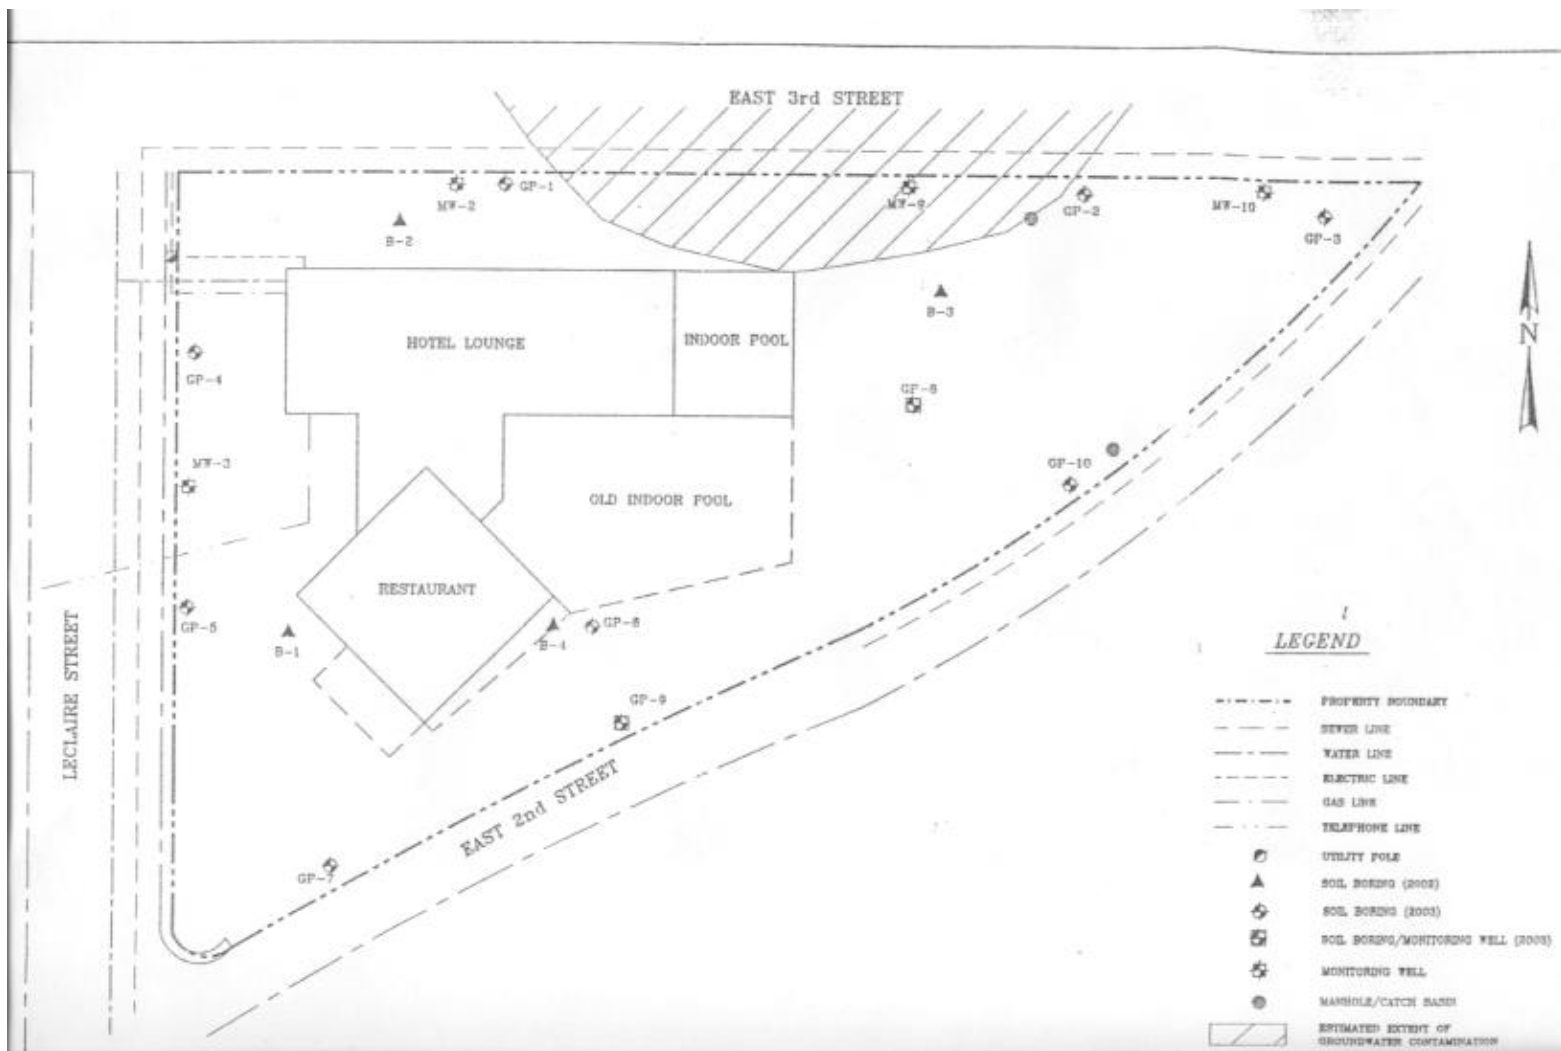 EAST 3rd STREET
MW-2
GP-1
MW-9
GP-2
MW-10
GP-3
B-2
B-3
HOTEL LOUNGE
INDOOR POOL
N
GP-4
GP-8
MW-3
GP-10
OLD INDOOR POOL
RESTAURANT
GP-5
B-1
B-4
GP-6
LECLAIRE STREET
GP-9
EAST 2nd STREET
GP-7
LEGEND
PROPERTY BOUNDARY
SEWER LINE
WATER LINE
ELECTRIC LINE
GAS LINE
TELEPHONE LINE
UTILITY POLE
SOIL BORING (2002)
SOIL BORING (2003)
SOIL BORING/MONITORING WELL (2003)
MONITORING WELL
MANHOLE/CATCH BASIN
ESTIMATED EXTENT OF
GROUNDWATER CONTAMINATION